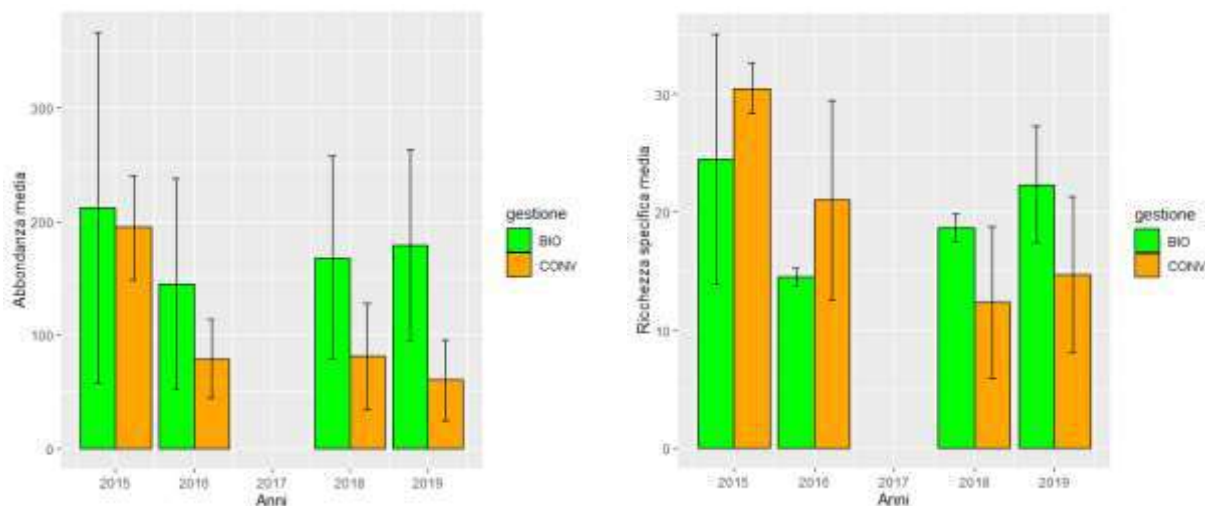 Abbondanza media
300
200
100
0
2015 2016 2017 2018 2019
Anni
gestione
BIO
CONV
Ricchezza specifica media
30
20
10
0
2015 2016 2017 2018 2019
Anni
gestione
BIO
CONV